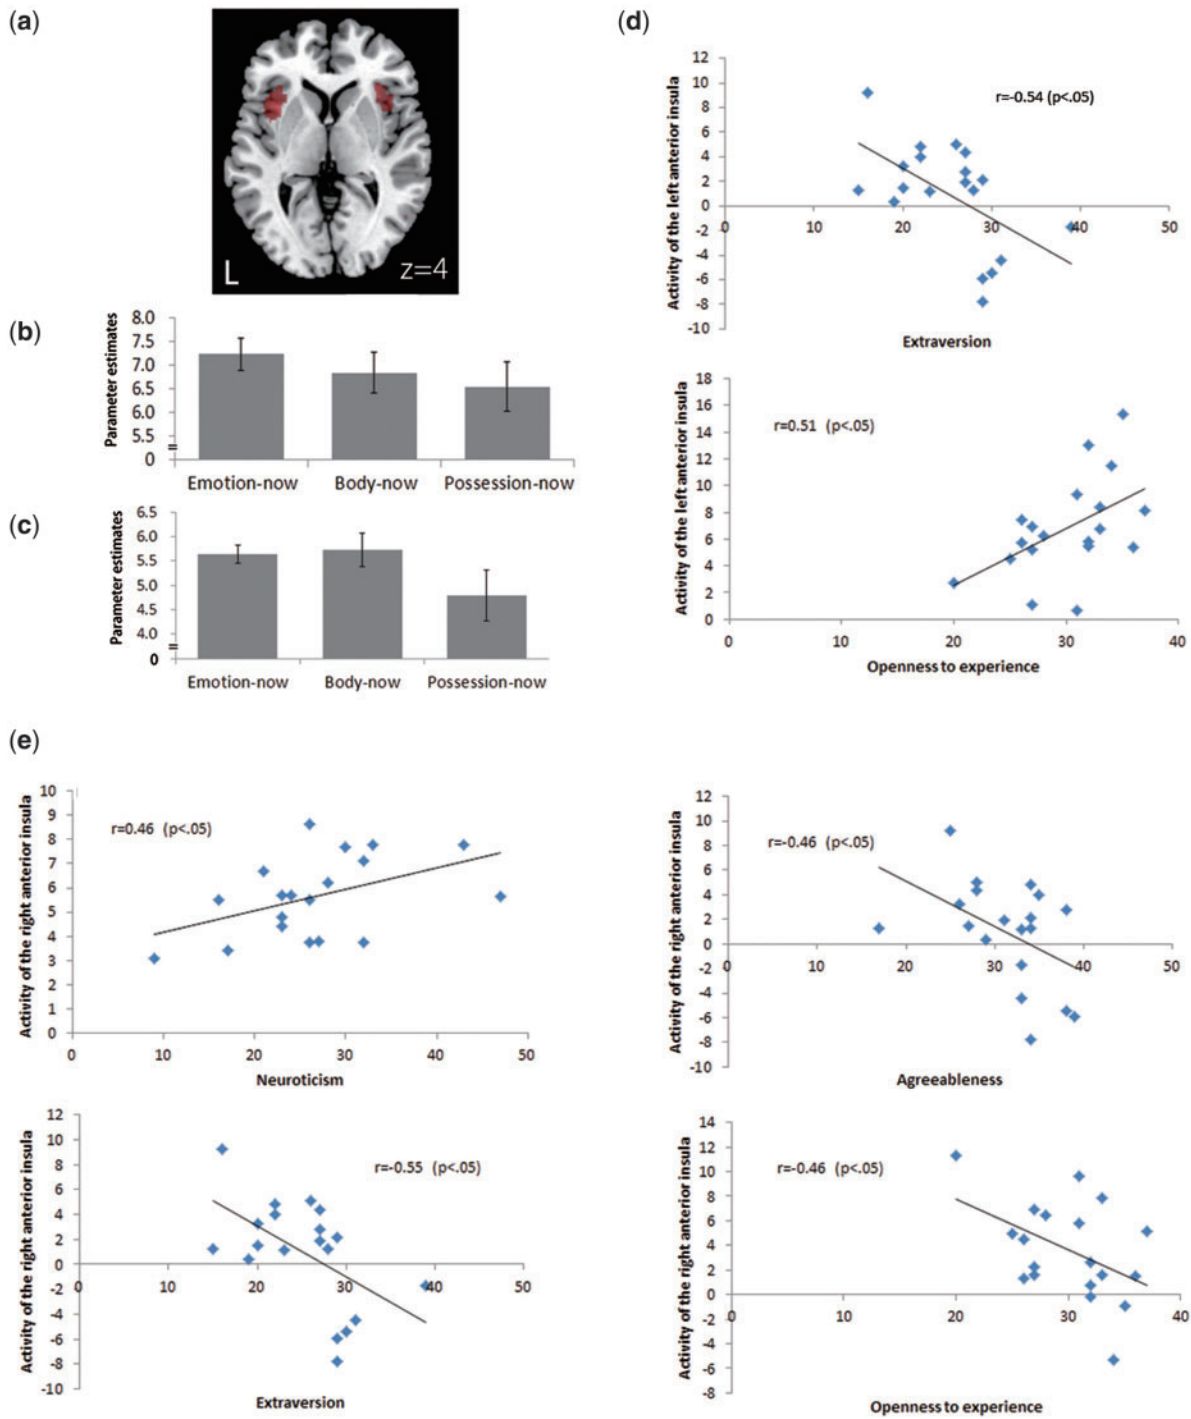 (a)
L
z=4
(b)
Parameter estimates
8.0
7.5
7.0
6.5
6.0
5.5
0
Emotion-now Body-now Possession-now
(c)
Parameter estimates
6.5
6.0
5.5
5.0
4.5
4.0
0
Emotion-now Body-now Possession-now
(d)
Activity of the left anterior insula
12
10
8
6
4
2
0
-2
-4
-6
-8
-10
r=-0.54 (p<.05)
0 10 20 30 40 50
Extraversion
Activity of the left anterior insula
18
16
14
12
10
8
6
4
2
0
r=0.51 (p<.05)
0 10 20 30 40
Openness to experience
(e)
Activity of the right anterior insula
10
9
8
7
6
5
4
3
2
1
0
r=0.46 (p<.05)
0 10 20 30 40 50
Neuroticism
Activity of the right anterior insula
12
10
8
6
4
2
0
-2
-4
-6
-8
-10
r=-0.46 (p<.05)
0 10 20 30 40 50
Agreeableness
Activity of the right anterior insula
12
10
8
6
4
2
0
-2
-4
-6
-8
-10
r=-0.55 (p<.05)
0 10 20 30 40 50
Extraversion
Activity of the right anterior insula
14
12
10
8
6
4
2
0
-2
-4
-6
-8
r=-0.46 (p<.05)
0 10 20 30 40
Openness to experience